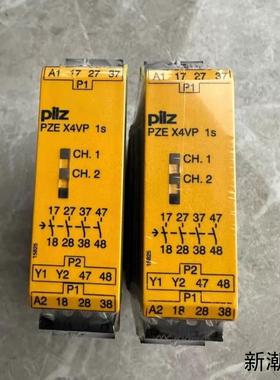 A1 17 27 37
P1
pilz
PZE X4VP 1s
CH. 1
CH. 2
17 27 37 47
18 28 38 48
P2
Y1 Y2 47 48
A2 18 28 38
A1 17 27 37
P1
pilz
PZE X4VP 1s
CH. 1
CH. 2
17 27 37 47
18 28 38 48
P2
Y1 Y2 47 48
A2 18 28 38
新潮